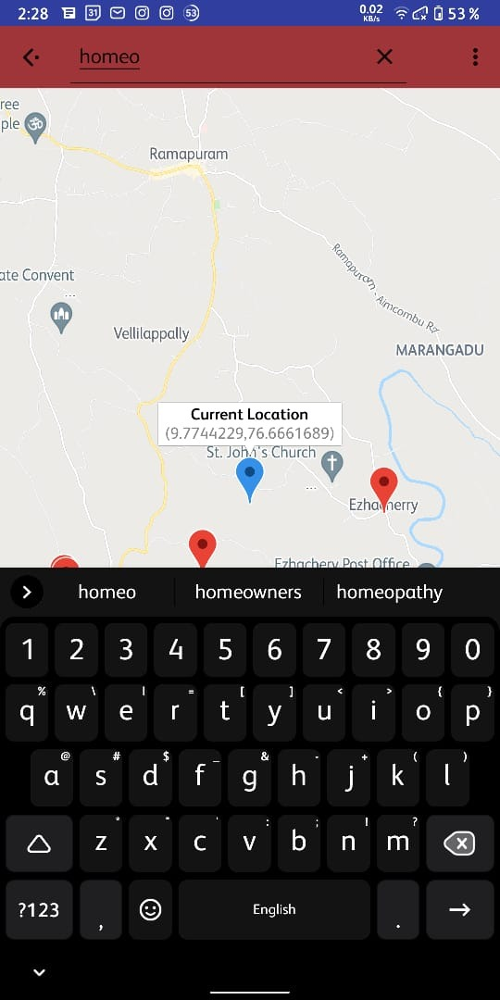 2:28 31 53 0.02 KB/s 53 %
homeo
ree
ple
Ramapuram
ate Convent
...
Ramapuram - Aimcombu Rd
Vellilappally
MARANGADU
Current Location
(9.7744229,76.6661689)
St. John's Church
...
Ezhacherry
Ezhachery Post Office
homeo homeowners homeopathy
1 2 3 4 5 6 7 8 9 0
% \ | = [ ] < > { }
q w e r t y u i o p
@ # $ _ & - + ( )
a s d f g h j k l
* " ' : ; ! ?
z x c v b n m
?123 , English .